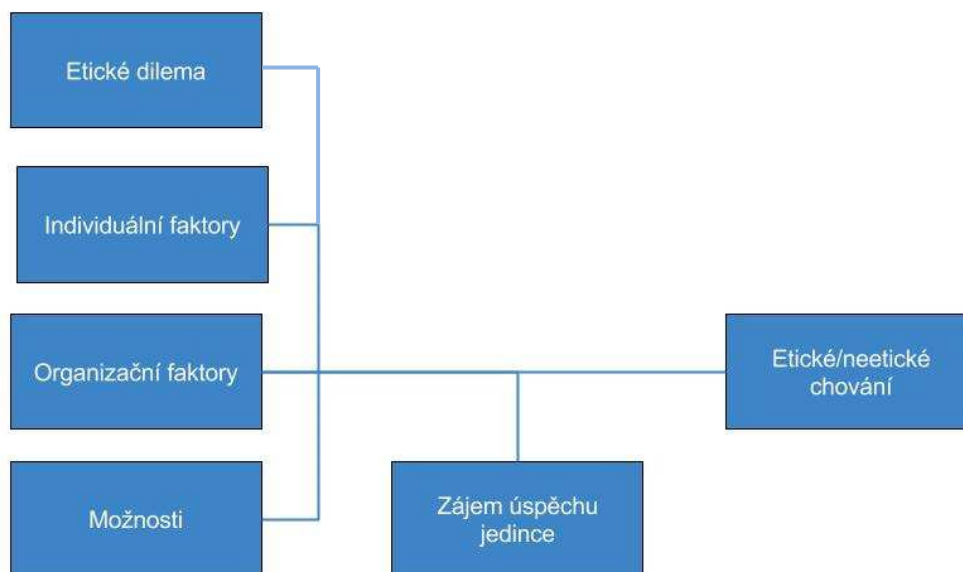 Etické dilema
Individuální faktory
Organizační faktory
Etické/neetické
chování
Možnosti
Zájem úspěchu
jedince